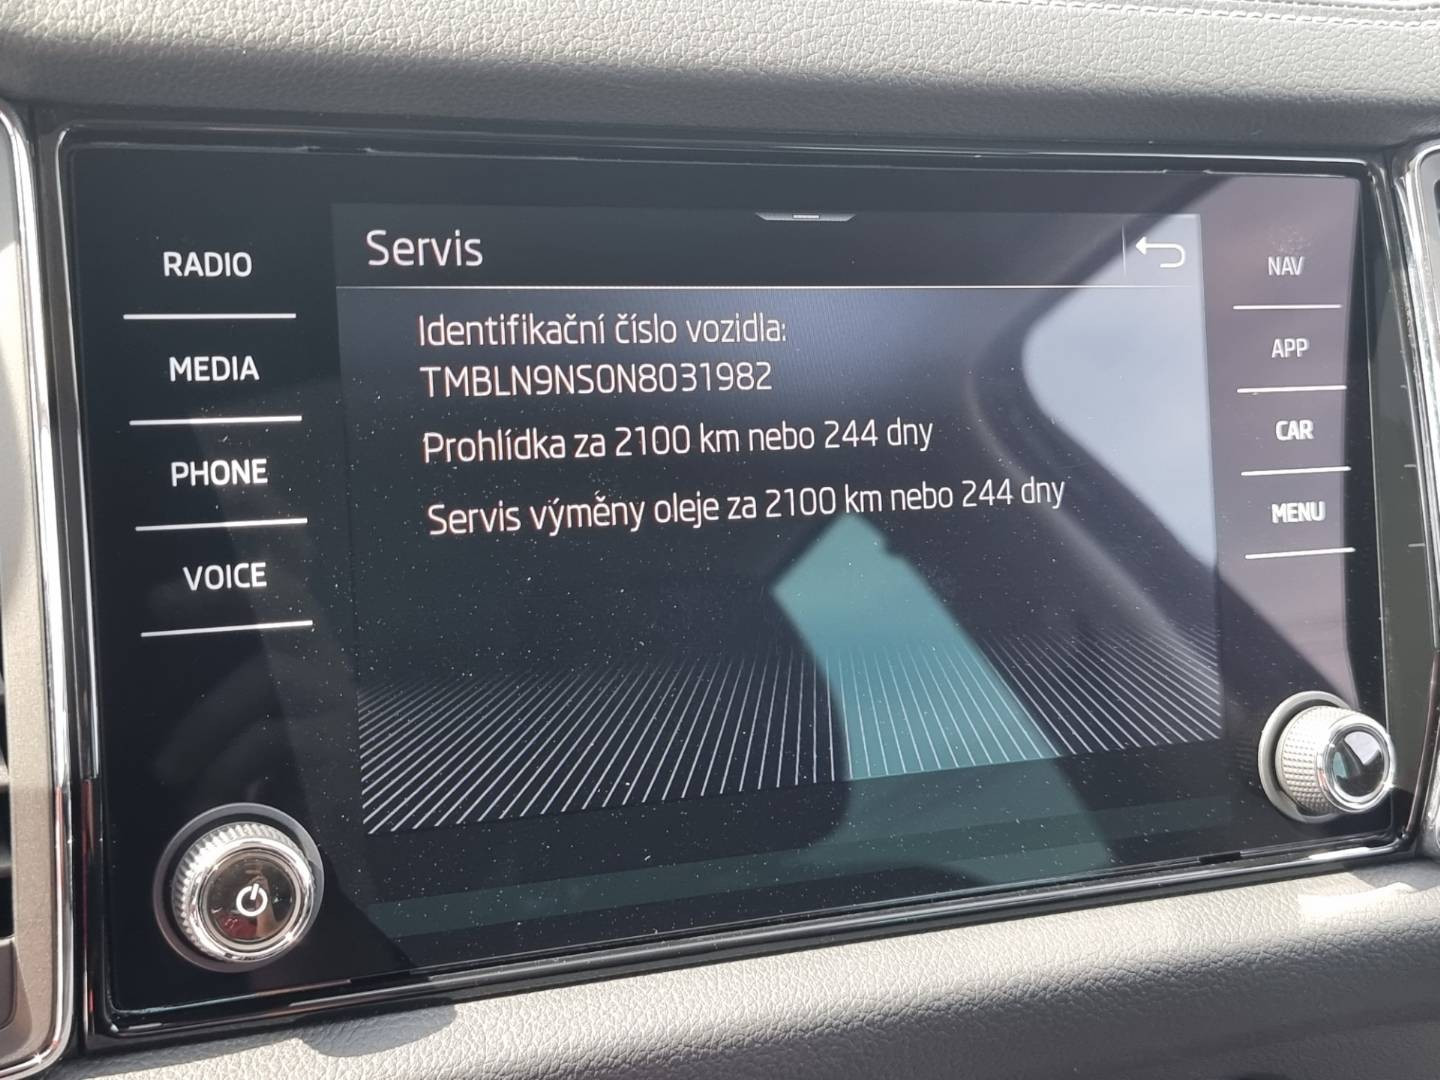 Servis
RADIO
MEDIA
PHONE
VOICE
Identifikační číslo vozidla:
TMBLN9NS0N8031982
Prohlídka za 2100 km nebo 244 dny
Servis výměny oleje za 2100 km nebo 244 dny
NAV
APP
CAR
MENU